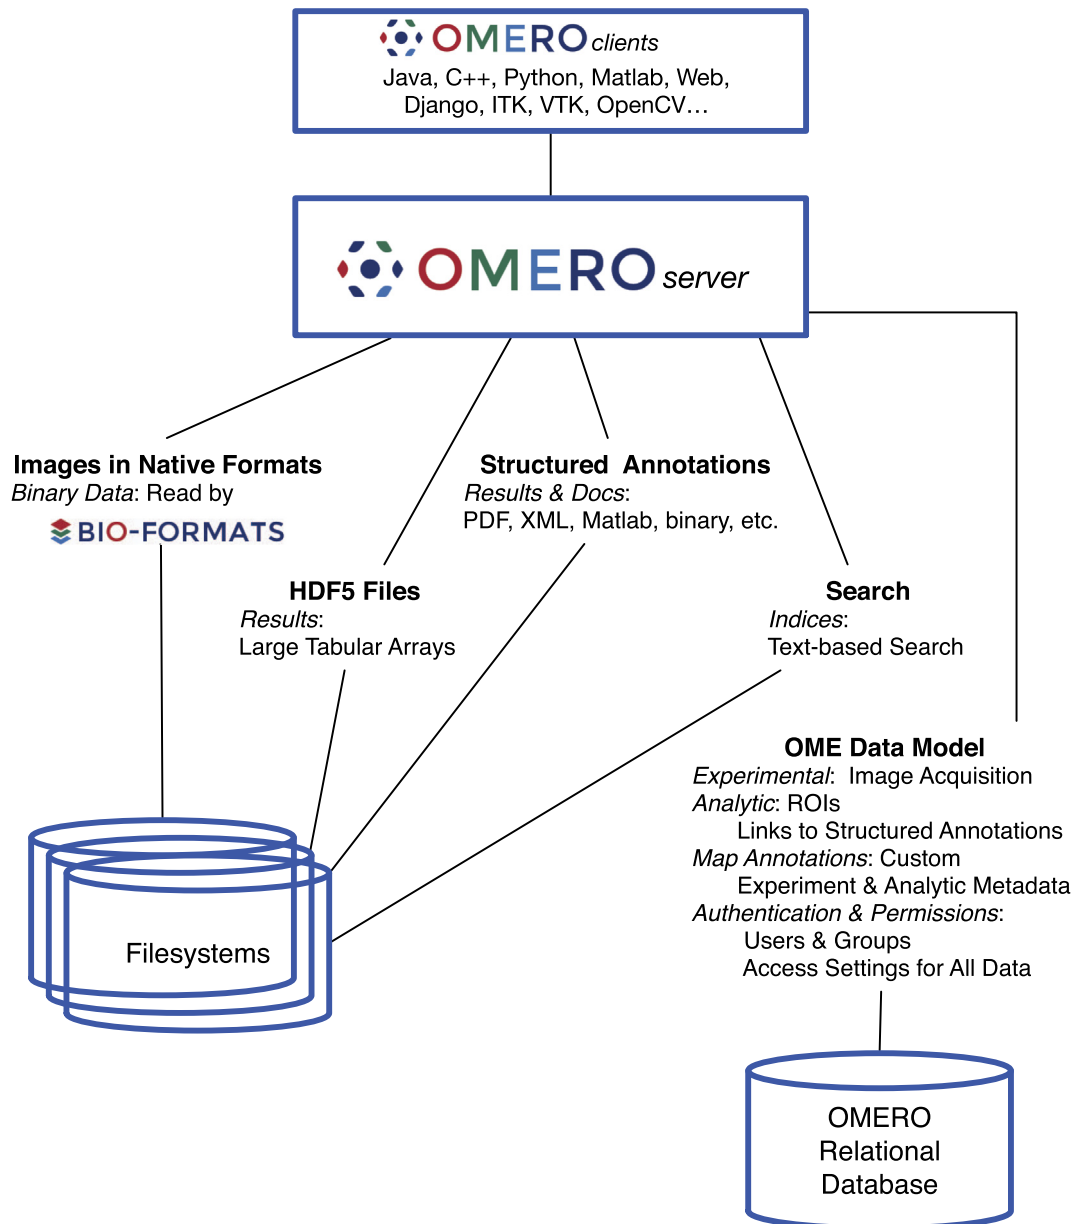 OMERO clients
Java, C++, Python, Matlab, Web,
Django, ITK, VTK, OpenCV…
OMERO server
Images in Native Formats
Binary Data: Read by
BIO-FORMATS
Structured Annotations
Results & Docs:
PDF, XML, Matlab, binary, etc.
HDF5 Files
Results:
Large Tabular Arrays
Search
Indices:
Text-based Search
OME Data Model
Experimental: Image Acquisition
Analytic: ROIs
Links to Structured Annotations
Map Annotations: Custom
Experiment & Analytic Metadata
Authentication & Permissions:
Users & Groups
Access Settings for All Data
Filesystems
OMERO
Relational
Database